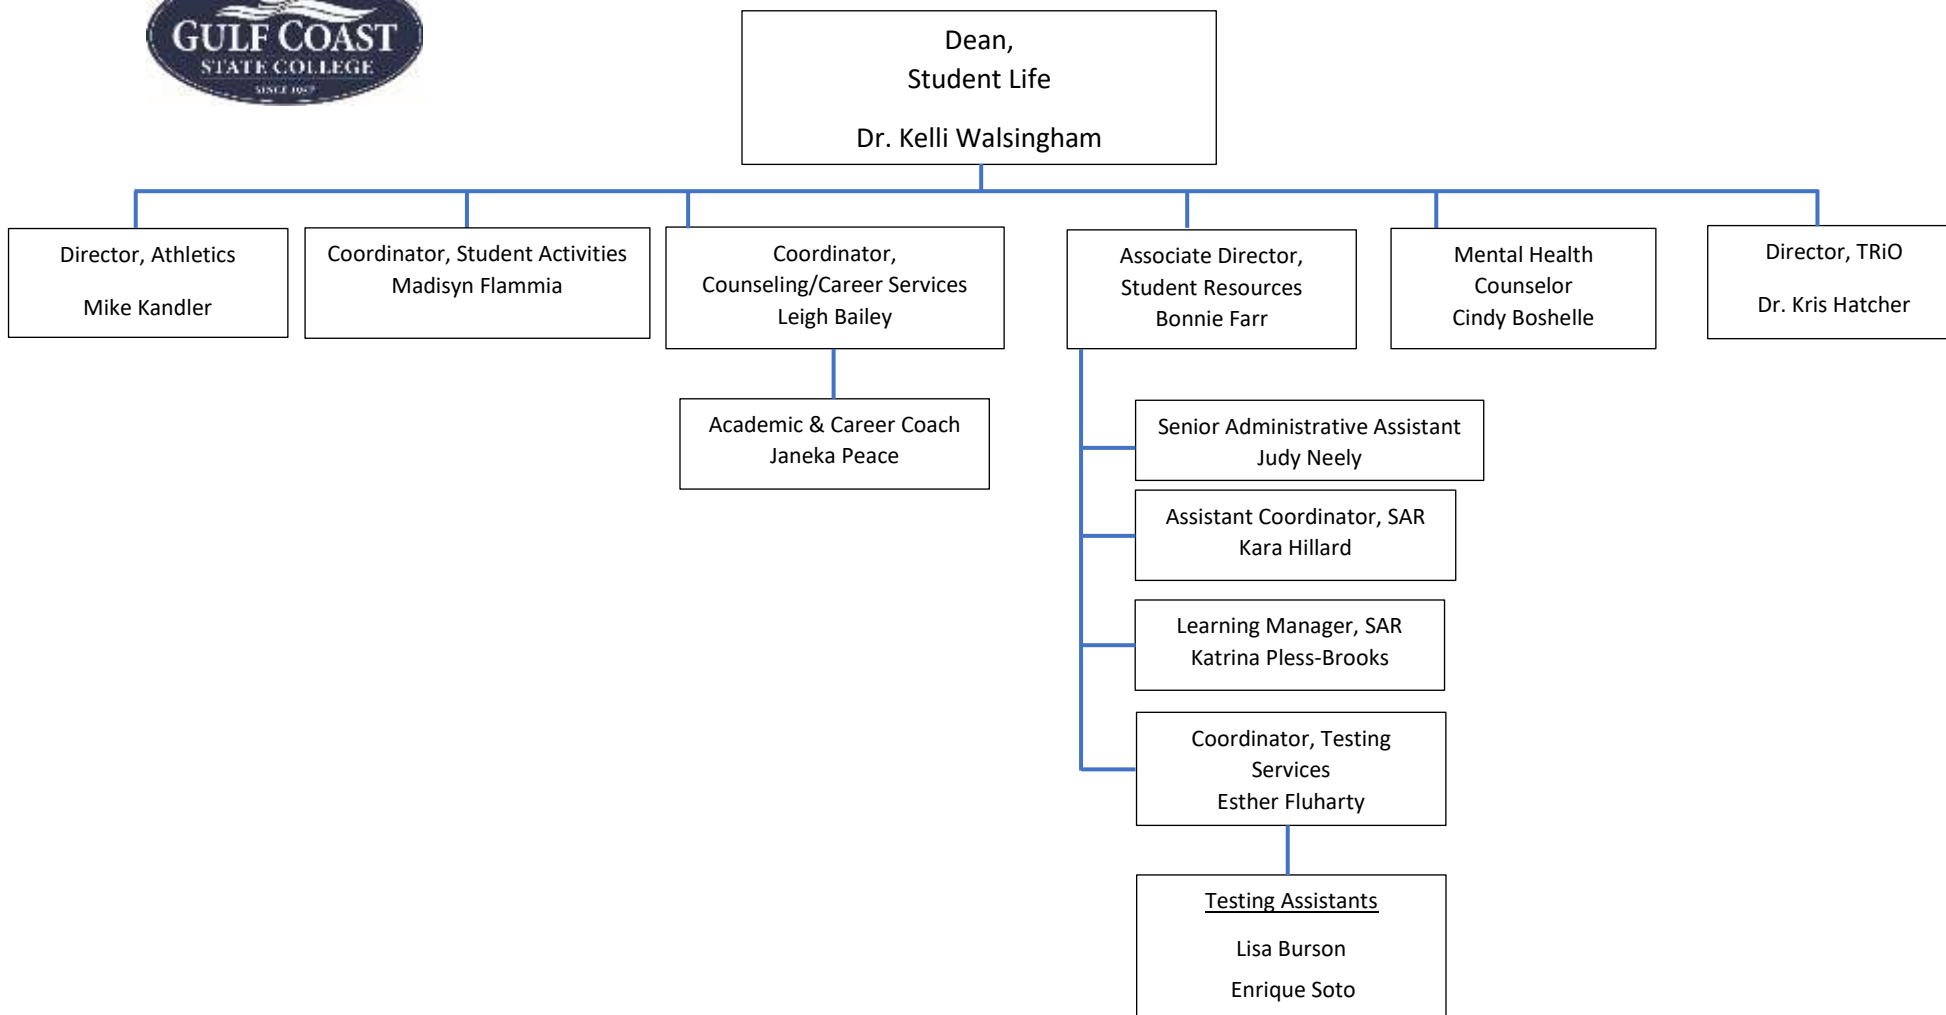 GULF COAST
STATE COLLEGE
SINCE 1957
Dean,
Student Life
Dr. Kelli Walsingham
Director, Athletics
Mike Kandler
Coordinator, Student Activities
Madisyn Flammia
Coordinator,
Counseling/Career Services
Leigh Bailey
Associate Director,
Student Resources
Bonnie Farr
Mental Health
Counselor
Cindy Boshelle
Director, TRiO
Dr. Kris Hatcher
Academic & Career Coach
Janeka Peace
Senior Administrative Assistant
Judy Neely
Assistant Coordinator, SAR
Kara Hillard
Learning Manager, SAR
Katrina Pless-Brooks
Coordinator, Testing
Services
Esther Fluharty
Testing Assistants
Lisa Burson
Enrique Soto